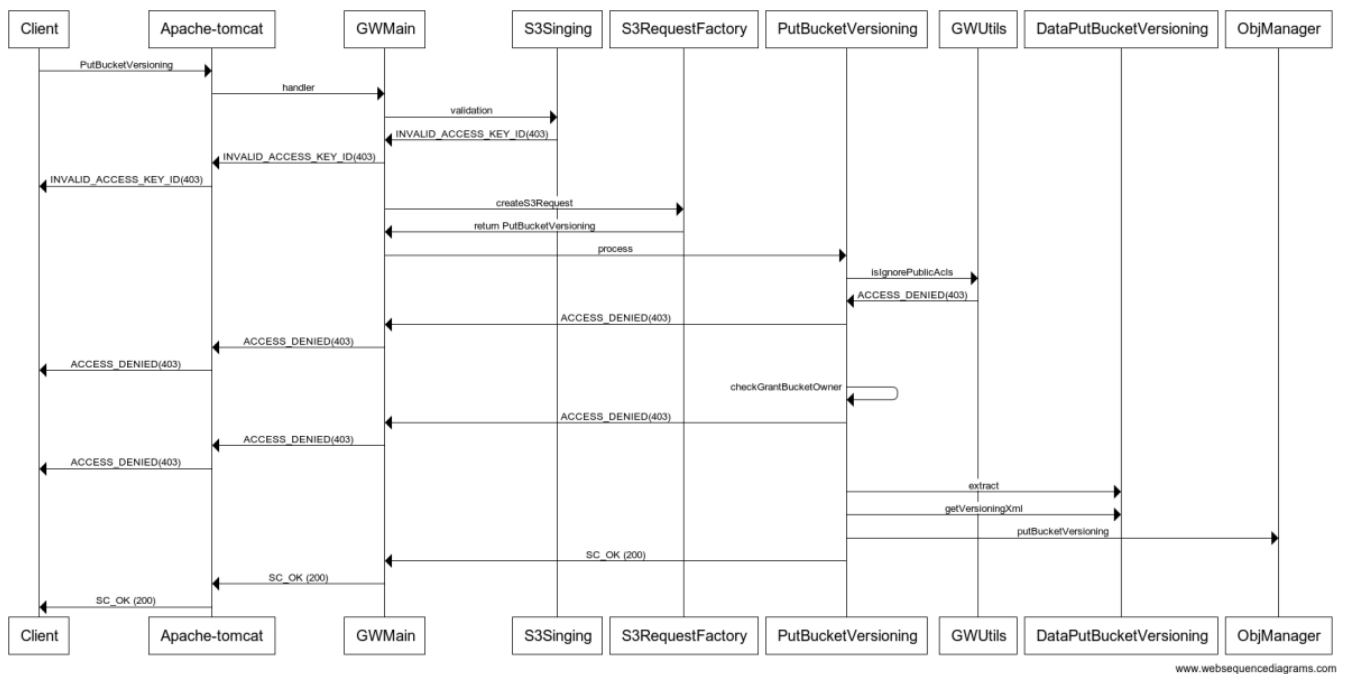 Client Apache-tomcat GWMain S3Singing S3RequestFactory PutBucketVersioning GWUtils DataPutBucketVersioning ObjManager
PutBucketVersioning
handler
validation
INVALID_ACCESS_KEY_ID(403)
INVALID_ACCESS_KEY_ID(403)
INVALID_ACCESS_KEY_ID(403)
createS3Request
return PutBucketVersioning
process
isIgnorePublicAcls
ACCESS_DENIED(403)
ACCESS_DENIED(403)
ACCESS_DENIED(403)
ACCESS_DENIED(403)
checkGrantBucketOwner
ACCESS_DENIED(403)
ACCESS_DENIED(403)
ACCESS_DENIED(403)
extract
getVersioningXml
putBucketVersioning
SC_OK (200)
SC_OK (200)
SC_OK (200)
Client Apache-tomcat GWMain S3Singing S3RequestFactory PutBucketVersioning GWUtils DataPutBucketVersioning ObjManager
www.websequencediagrams.com